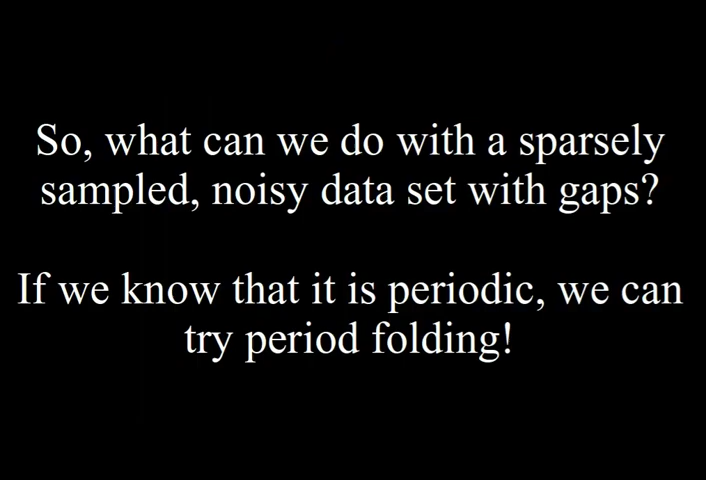 So, what can we do with a sparsely
sampled, noisy data set with gaps?
If we know that it is periodic, we can
try period folding!